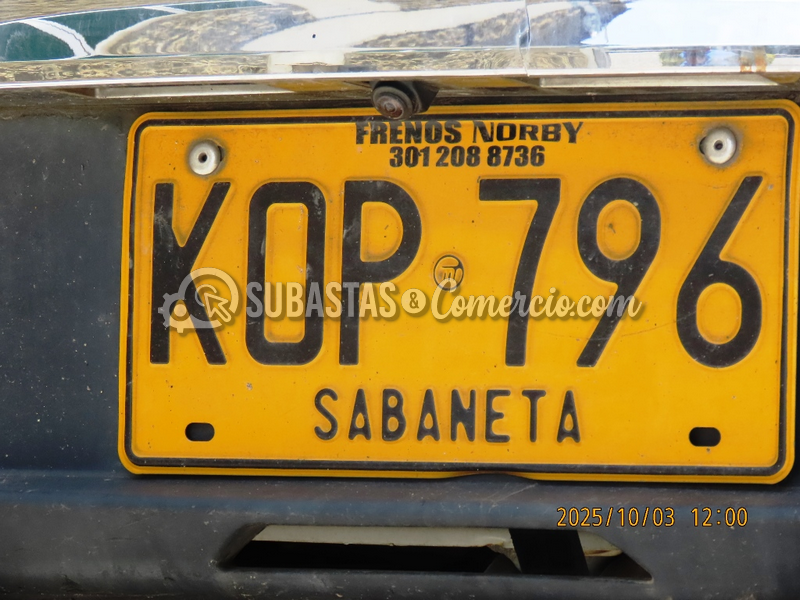 FRENOS NORBY
301 208 8736
KOP 796
SUBASTAS&Comercio.com
SABANETA
2025/10/03 12:00